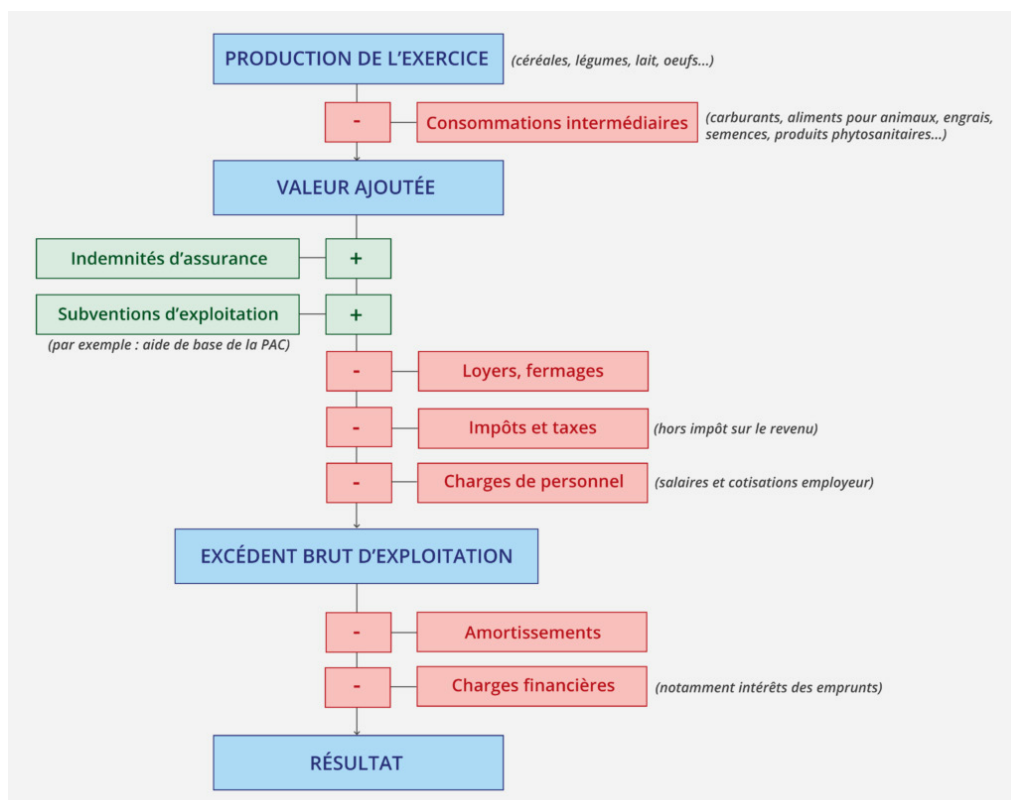 PRODUCTION DE L'EXERCICE
(céréales, légumes, lait, oeufs...)
-
Consommations intermédiaires
(carburants, aliments pour animaux, engrais,
semences, produits phytosanitaires...)
VALEUR AJOUTÉE
Indemnités d'assurance
+
Subventions d'exploitation
+
(par exemple : aide de base de la PAC)
-
Loyers, fermages
-
Impôts et taxes
(hors impôt sur le revenu)
-
Charges de personnel
(salaires et cotisations employeur)
EXCÉDENT BRUT D'EXPLOITATION
-
Amortissements
-
Charges financières
(notamment intérêts des emprunts)
RÉSULTAT